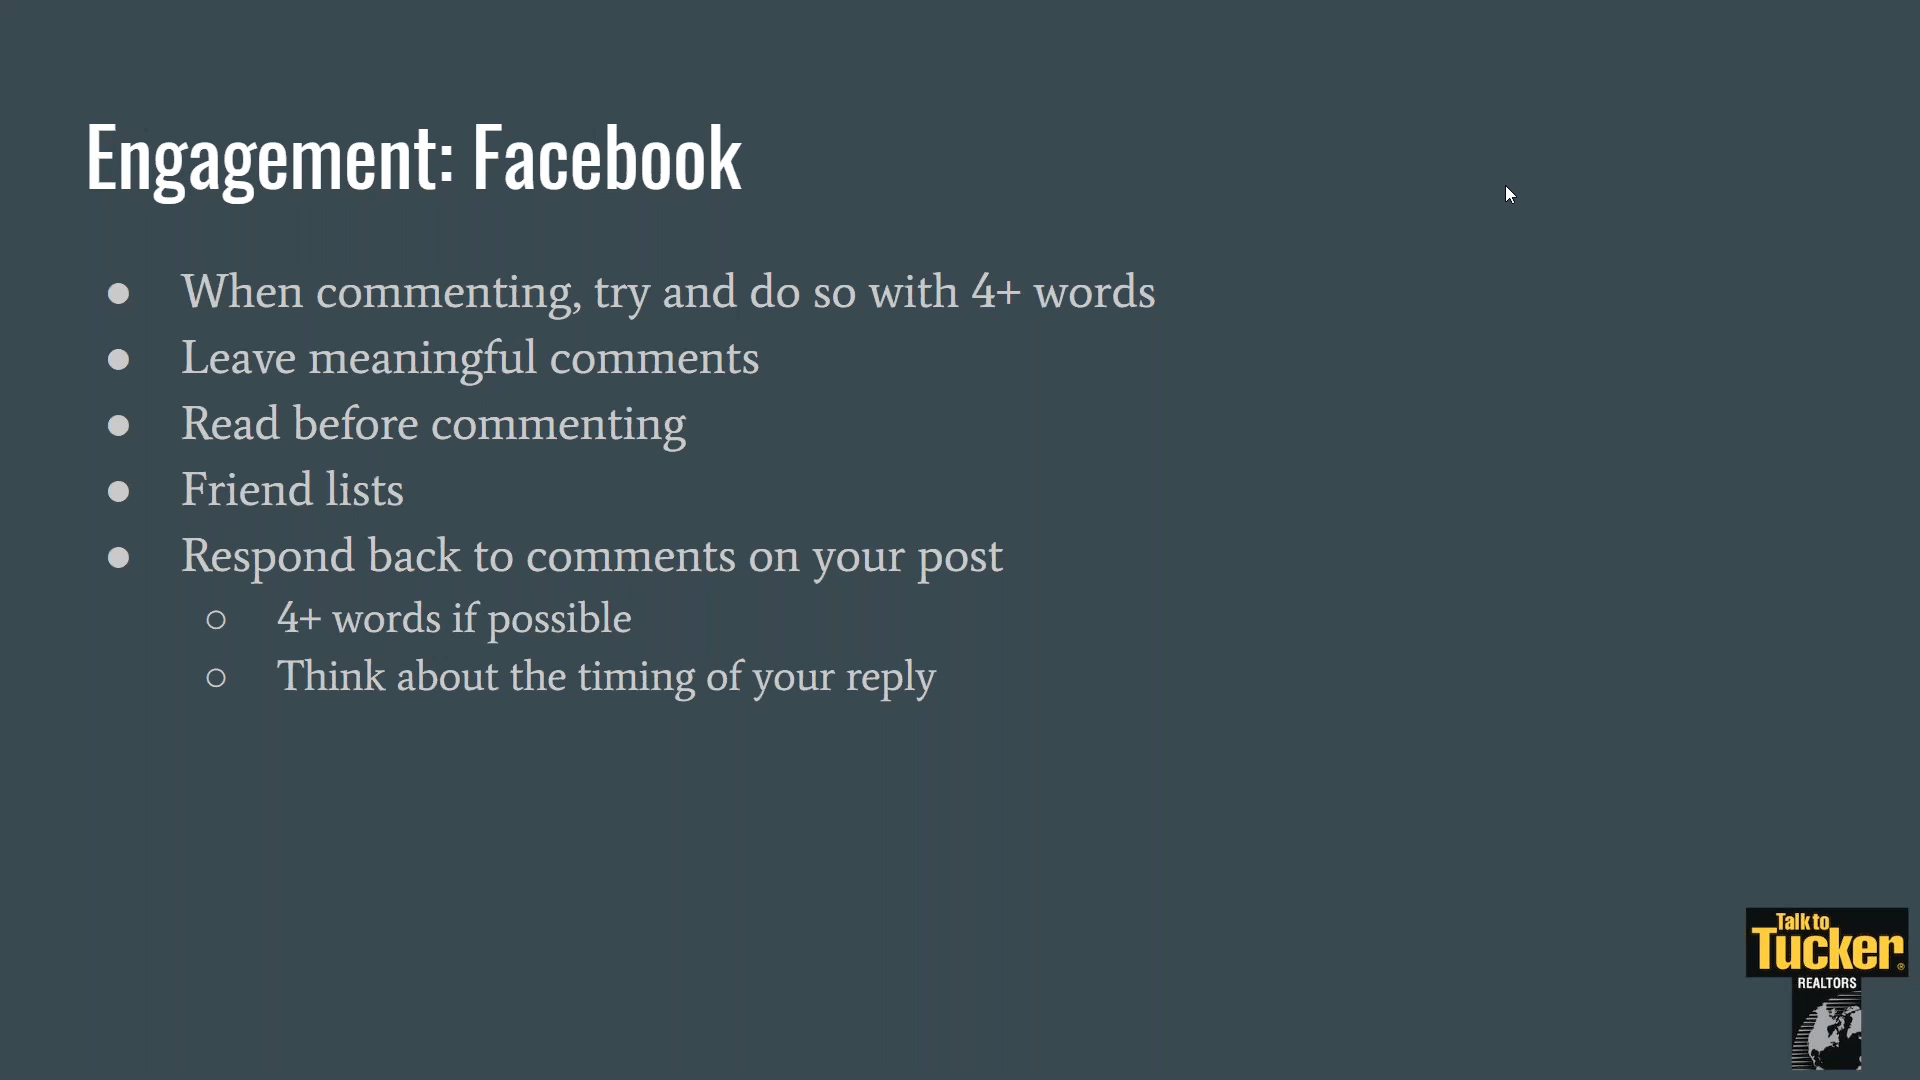 Engagement: Facebook
● When commenting, try and do so with 4+ words
● Leave meaningful comments
● Read before commenting
● Friend lists
● Respond back to comments on your post
○ 4+ words if possible
○ Think about the timing of your reply
Talk to
Tucker®
REALTORS